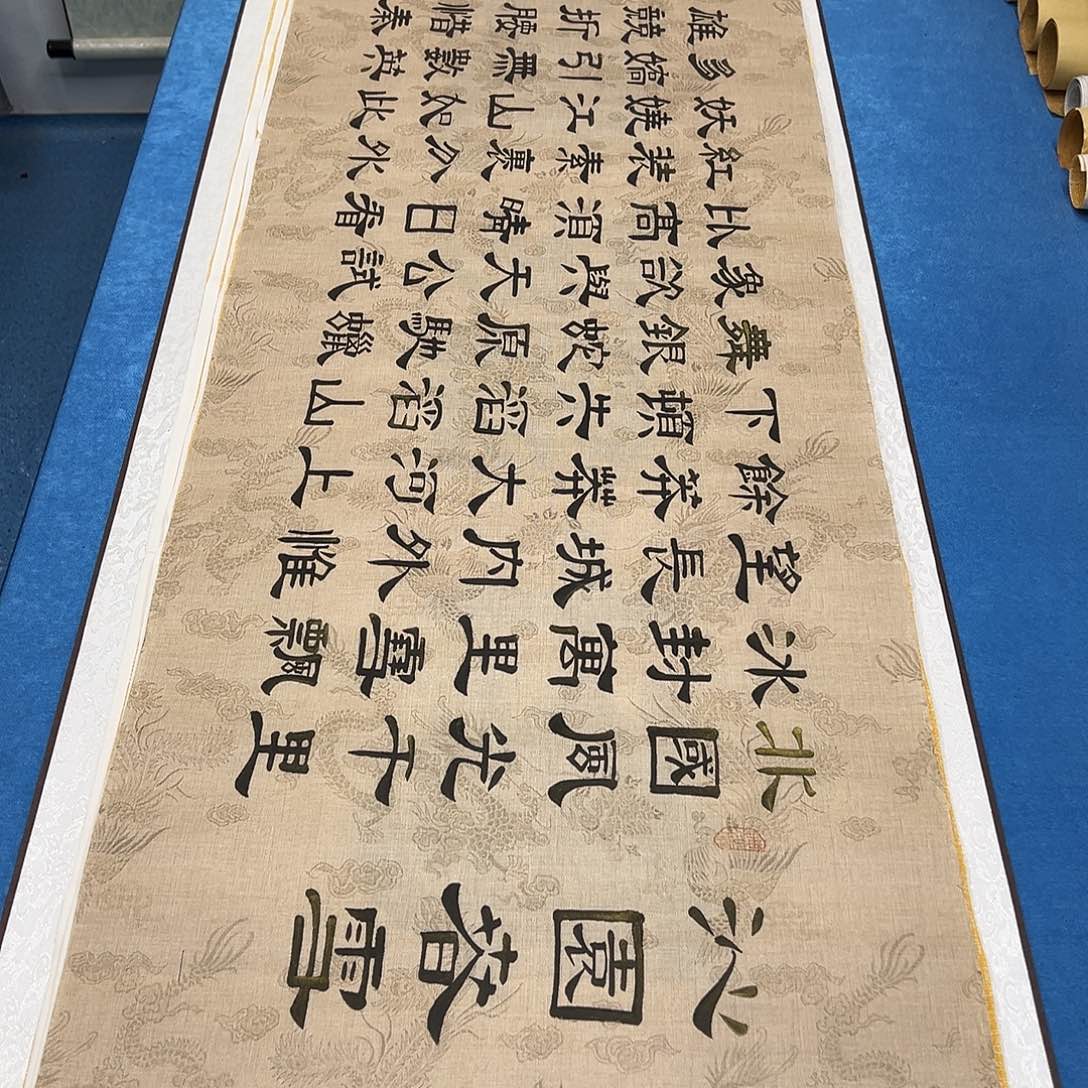 沁園春雪
北國風光千里
冰封萬里雪飄
望長城内外惟
餘莽莽大河上
下頓失滔滔山
舞銀蛇原馳蠟
象欲與天公試
比高須晴日看
紅裝素裹分外
妖嬈江山如此
多嬌引無數英
雄競折腰惜秦